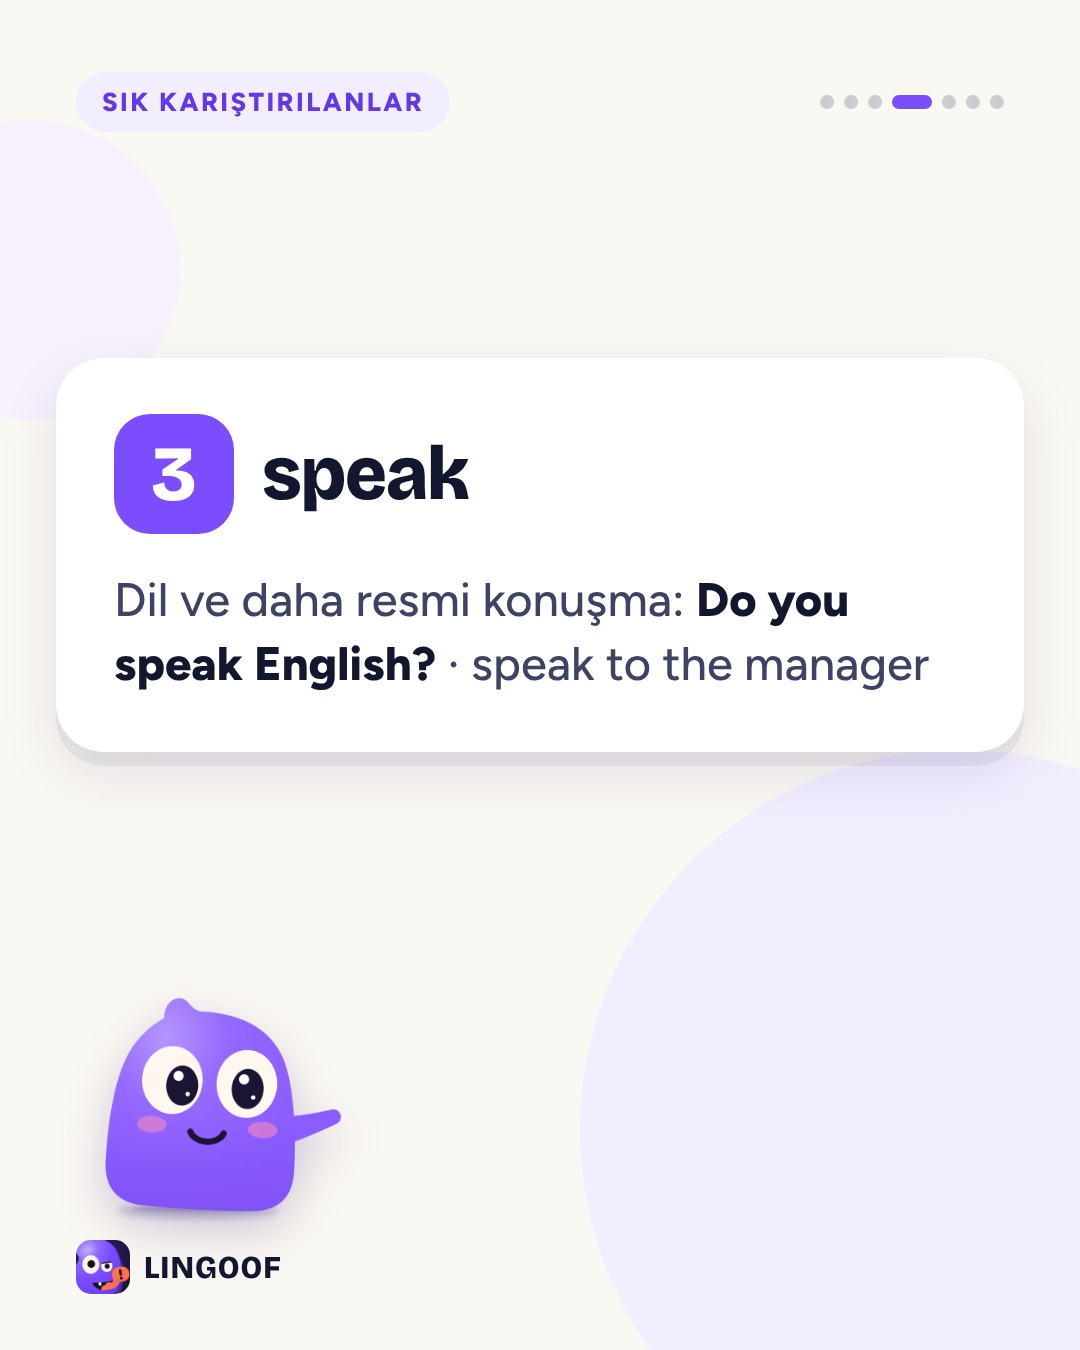 SIK KARIŞTIRILANLAR
3
speak
Dil ve daha resmi konuşma: Do you
speak English? · speak to the manager
LINGOOF